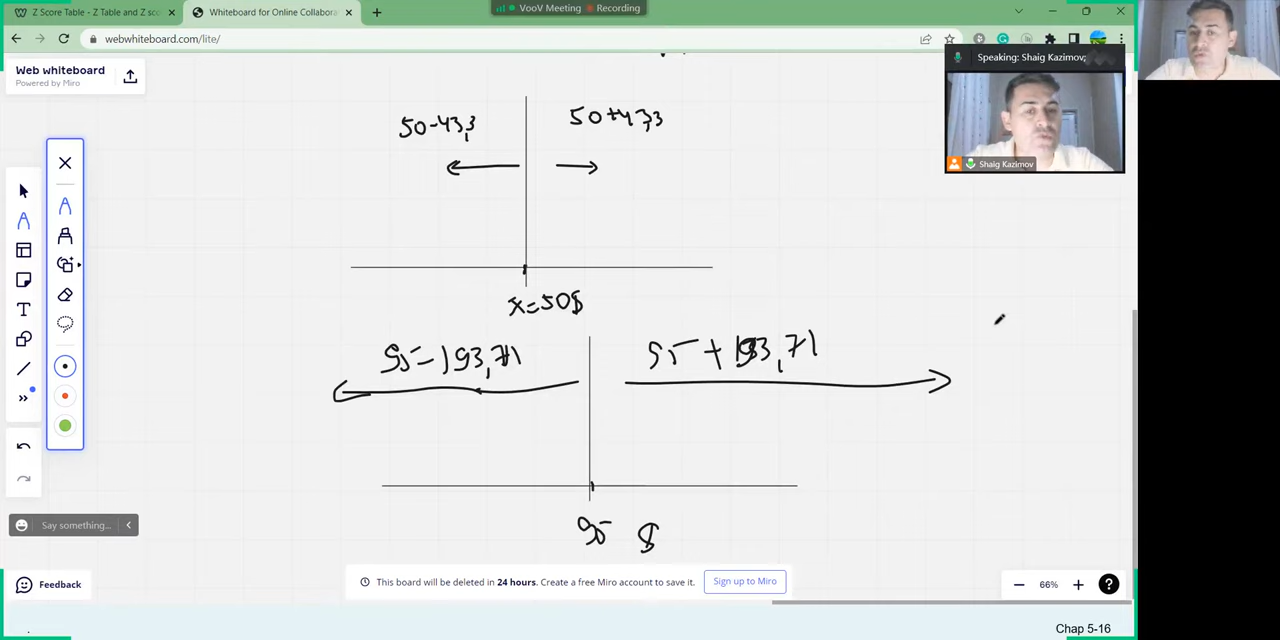 Z Score Table - Z Table and Z sco
Whiteboard for Online Collabora
VooV Meeting Recording
webwhiteboard.com/lite/
Web whiteboard
Powered by Miro
Speaking: Shaig Kazimov;
Shaig Kazimov
50-43,3
50+43,3
x=50$
95-193,71
95+193,71
95 $
Say something...
Feedback
This board will be deleted in 24 hours. Create a free Miro account to save it.
Sign up to Miro
66%
Chap 5-16